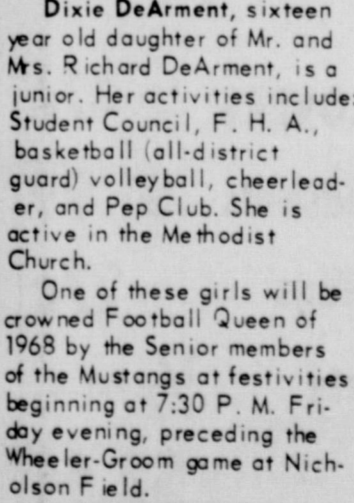 Dixie DeArment, sixteen
year old daughter of Mr. and
Mrs. Richard DeArment, is a
junior. Her activities include:
Student Council, F. H. A.,
basketball (all-district
guard) volleyball, cheerlead-
er, and Pep Club. She is
active in the Methodist
Church.
One of these girls will be
crowned Football Queen of
1968 by the Senior members
of the Mustangs at festivities
beginning at 7:30 P. M. Fri-
day evening, preceding the
Wheeler-Groom game at Nich-
olson Field.